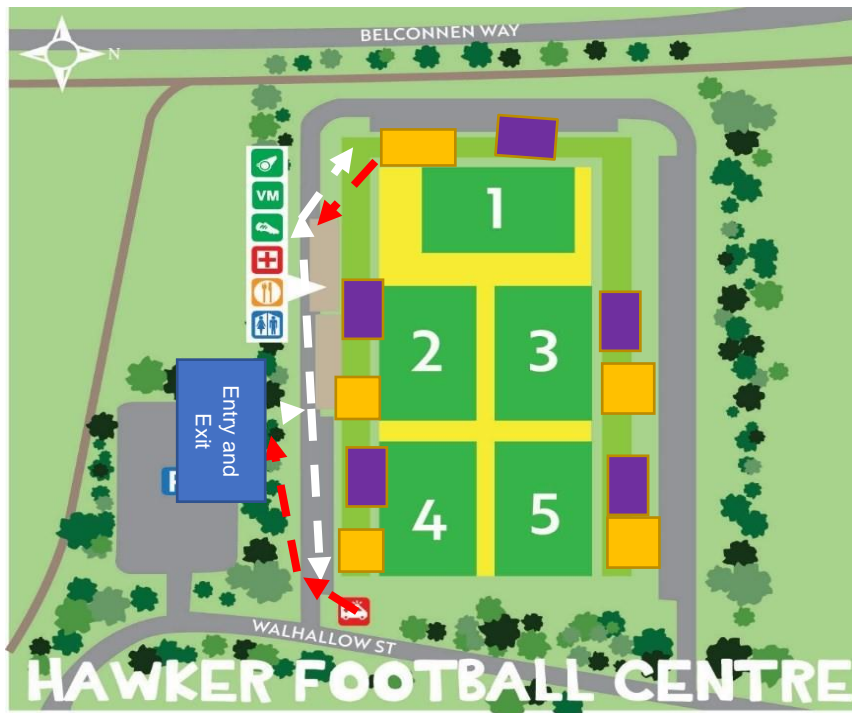 BELCONNEN WAY
N
VM
1
2
3
Entry and
Exit
P
4
5
WALHALLOW ST
HAWKER FOOTBALL CENTRE